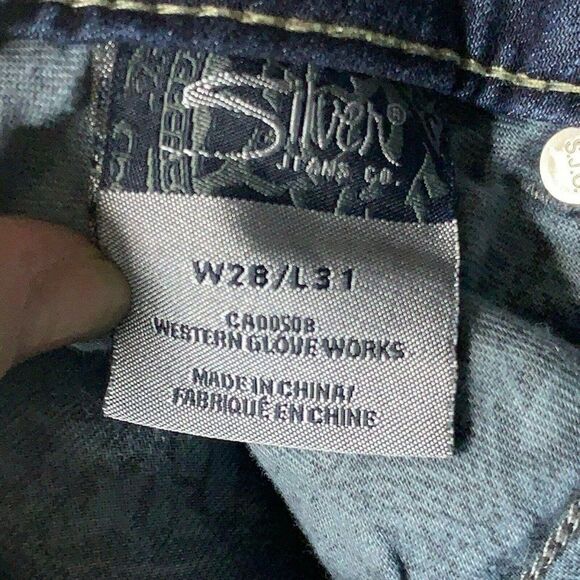 Silver®
JEANS CO.
W28/L31
CA00508
WESTERN GLOVE WORKS
MADE IN CHINA/
FABRIQUÉ EN CHINE